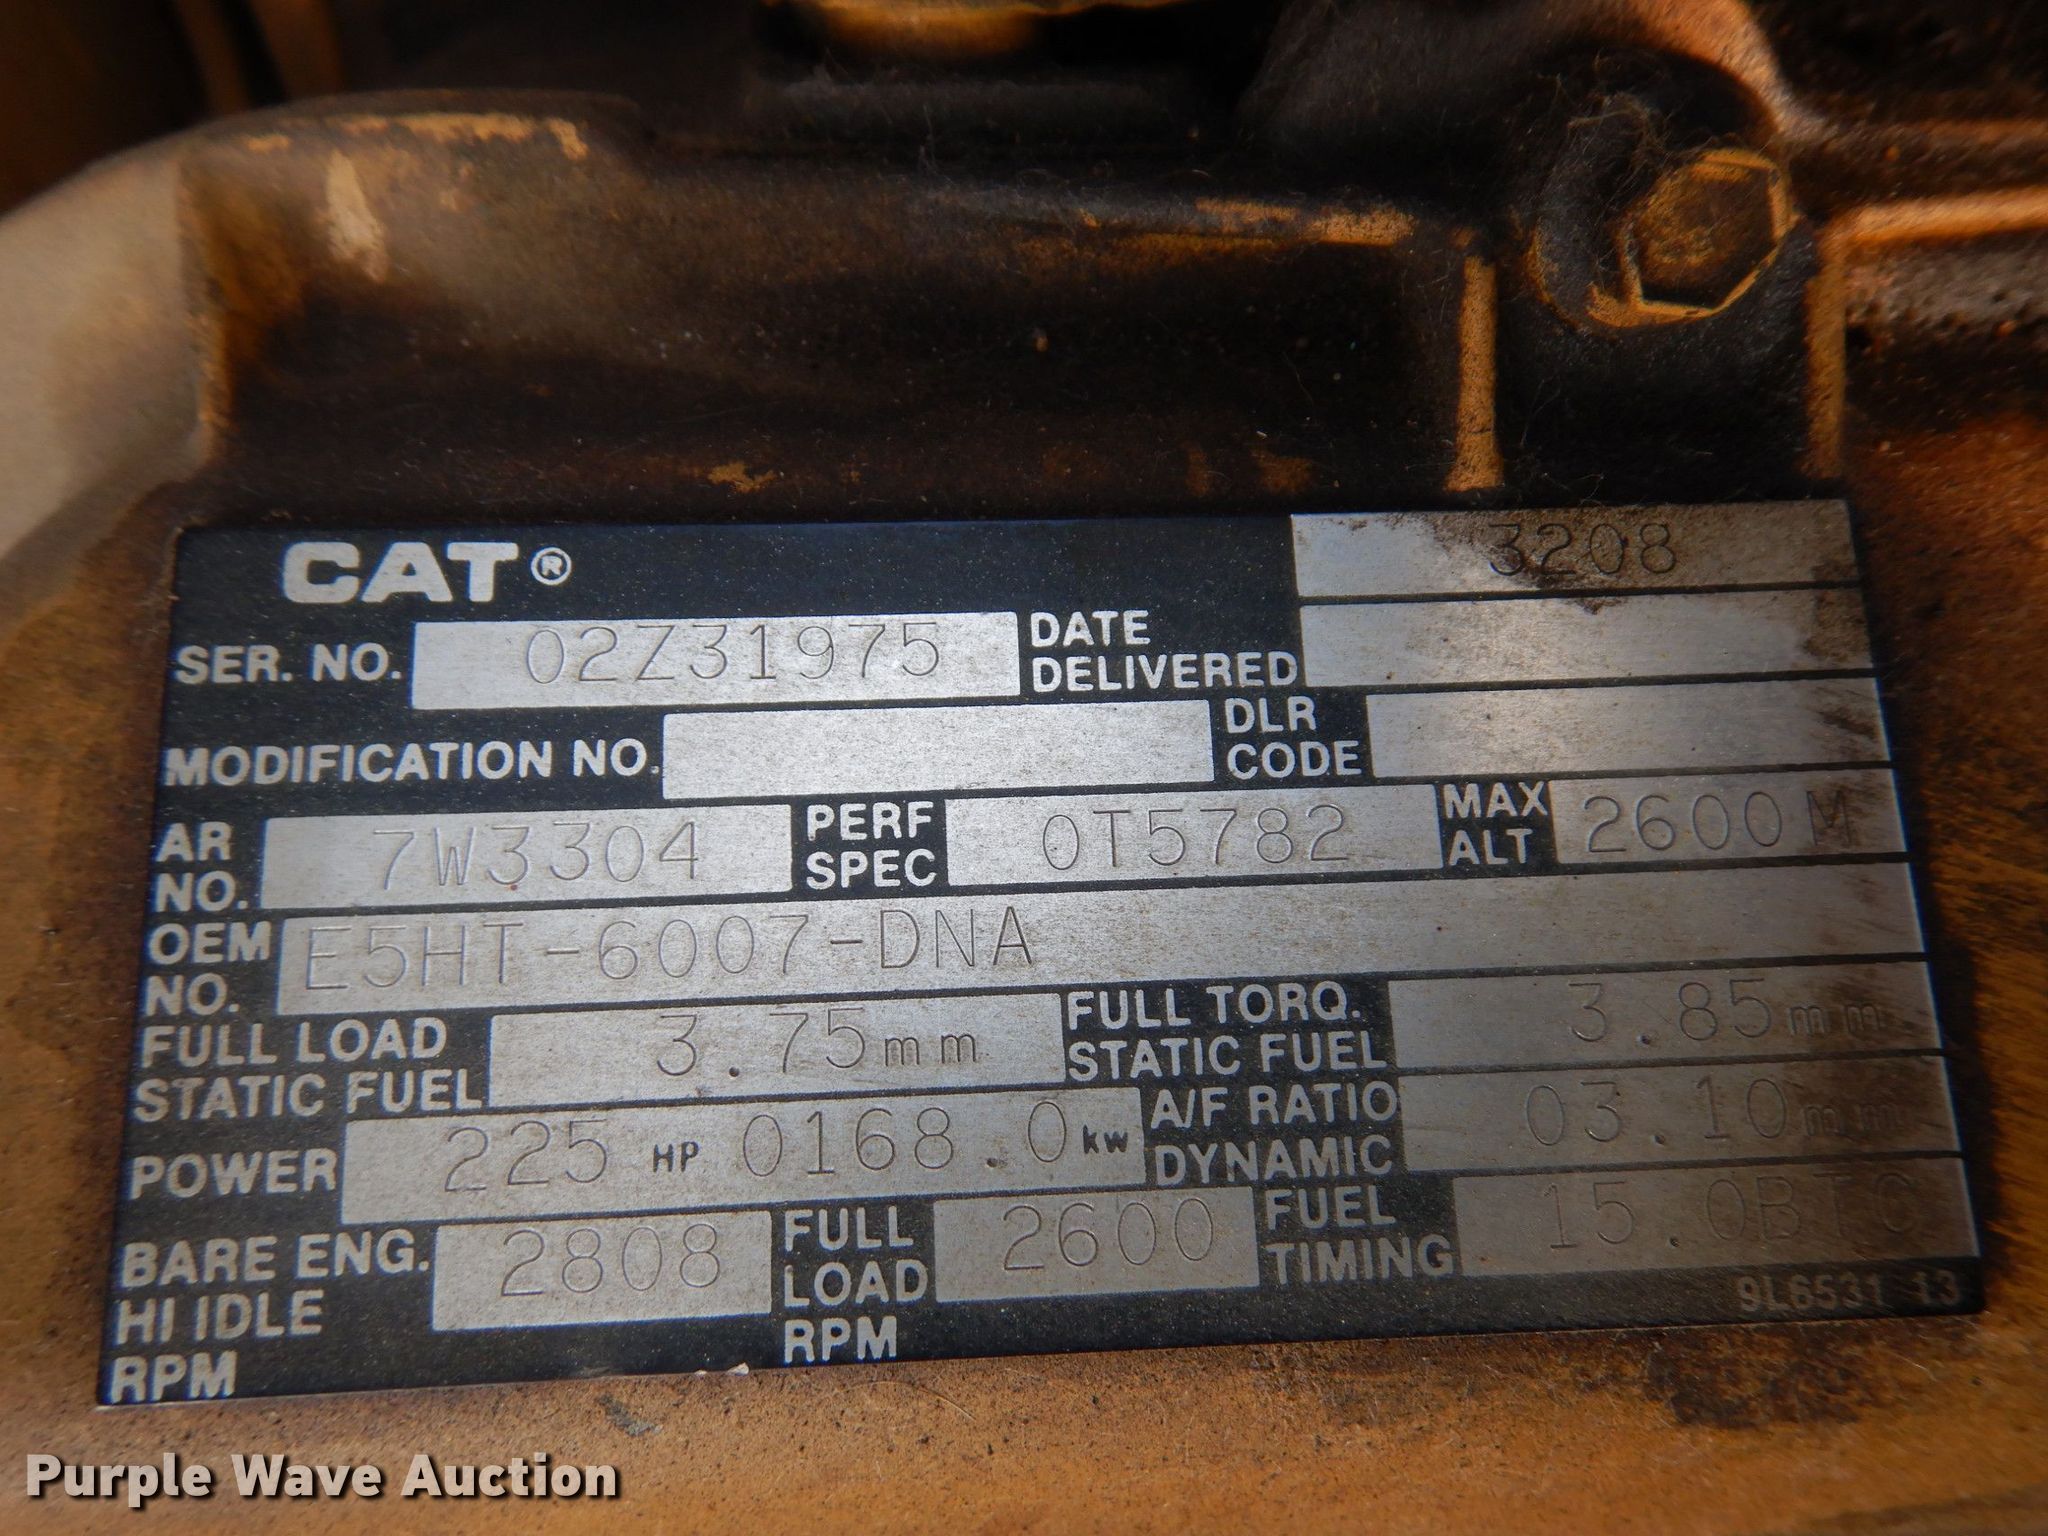 CAT® 3208
SER. NO. 02Z31975 DATE DELIVERED
MODIFICATION NO. DLR CODE
AR NO. 7W3304 PERF SPEC 0T5782 MAX ALT 2600M
OEM NO. E5HT-6007-DNA
FULL LOAD STATIC FUEL 3.75mm FULL TORQ. STATIC FUEL 3.85mm
POWER 225 HP 0168.0kw A/F RATIO DYNAMIC 03.10mm
BARE ENG. HI IDLE RPM 2808 FULL LOAD RPM 2600 FUEL TIMING 15.0BTC
9L6531 13
Purple Wave Auction